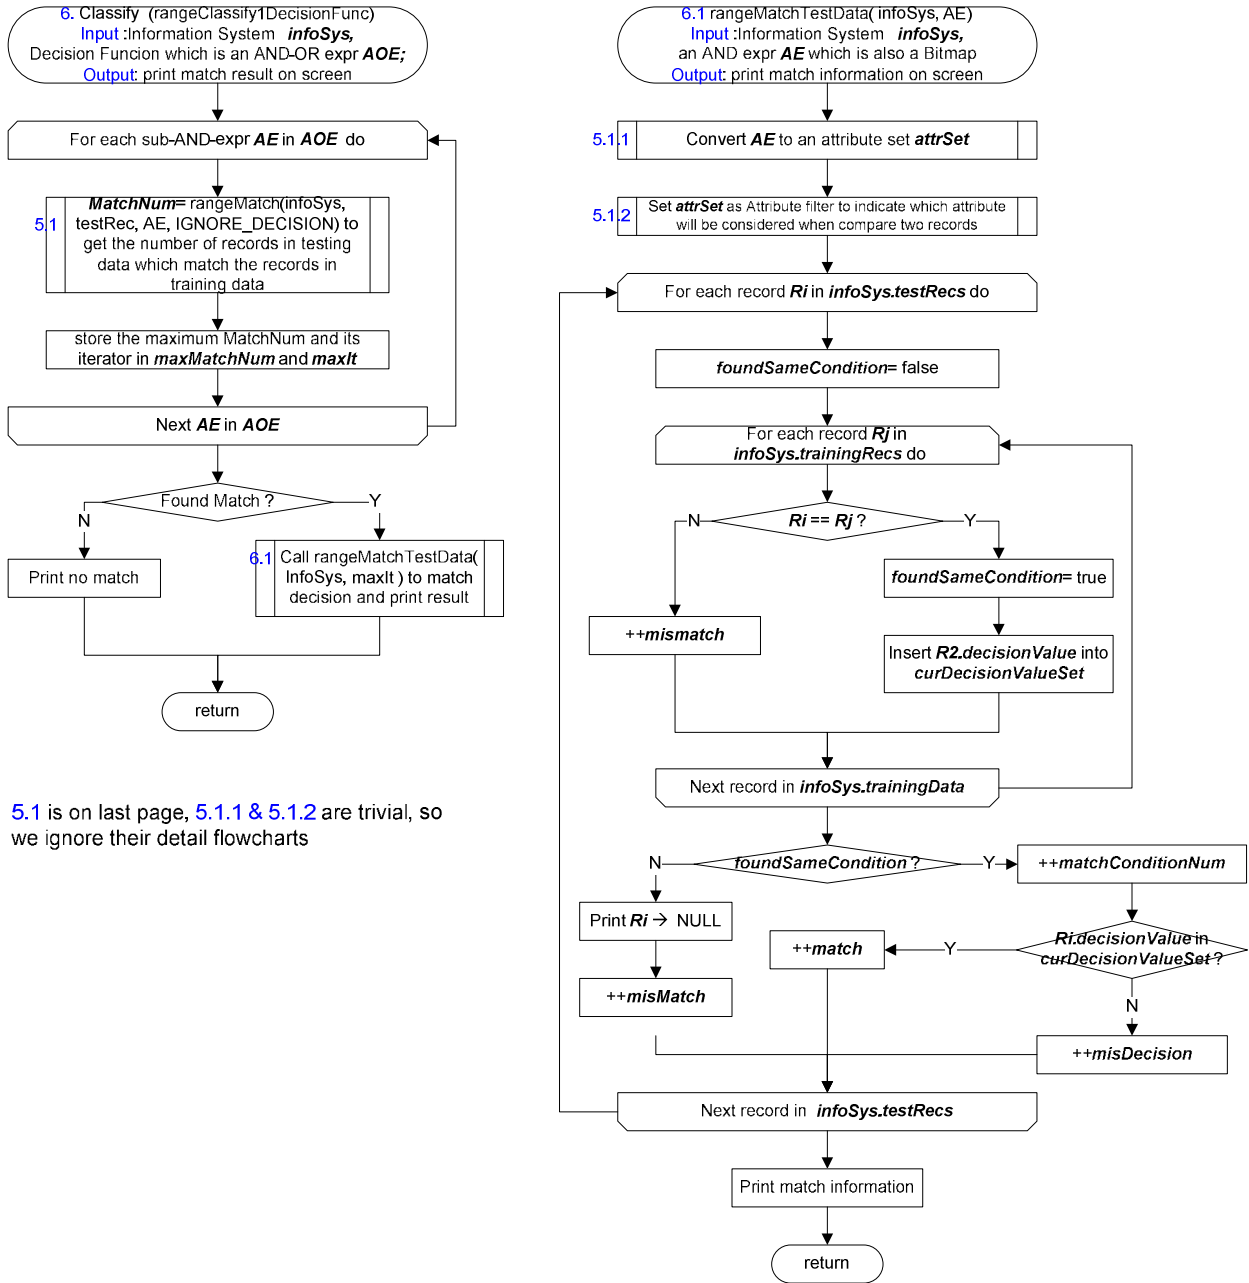 6. Classify (rangeClassify1DecisionFunc)
Input :Information System infoSys,
Decision Funcion which is an AND-OR expr AOE;
Output: print match result on screen
For each sub-AND-expr AE in AOE do
5.1
MatchNum= rangeMatch(infoSys,
testRec, AE, IGNORE_DECISION) to
get the number of records in testing
data which match the records in
training data
store the maximum MatchNum and its
iterator in maxMatchNum and maxIt
Next AE in AOE
Found Match ?
N
Y
Print no match
6.1
Call rangeMatchTestData(
InfoSys, maxIt ) to match
decision and print result
return
5.1 is on last page, 5.1.1 & 5.1.2 are trivial, so
we ignore their detail flowcharts
6.1 rangeMatchTestData( infoSys, AE)
Input :Information System infoSys,
an AND expr AE which is also a Bitmap
Output: print match information on screen
5.1.1
Convert AE to an attribute set attrSet
5.1.2
Set attrSet as Attribute filter to indicate which attribute
will be considered when compare two records
For each record Ri in infoSys.testRecs do
foundSameCondition= false
For each record Rj in
infoSys.trainingRecs do
Ri == Rj ?
N
Y
foundSameCondition= true
++mismatch
Insert R2.decisionValue into
curDecisionValueSet
Next record in infoSys.trainingData
foundSameCondition ?
N
Y
++matchConditionNum
Print Ri → NULL
++misMatch
Ri.decisionValue in
curDecisionValueSet ?
Y
++match
N
++misDecision
Next record in infoSys.testRecs
Print match information
return